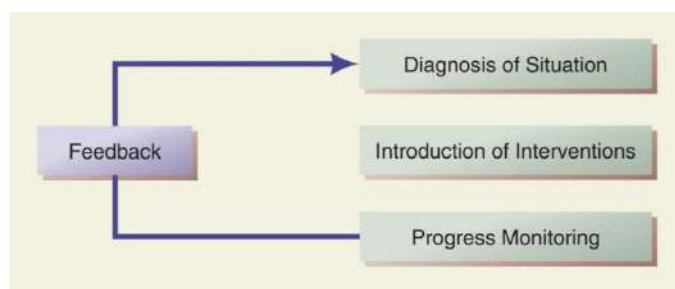 Diagnosis of Situation
Feedback
Introduction of Interventions
Progress Monitoring